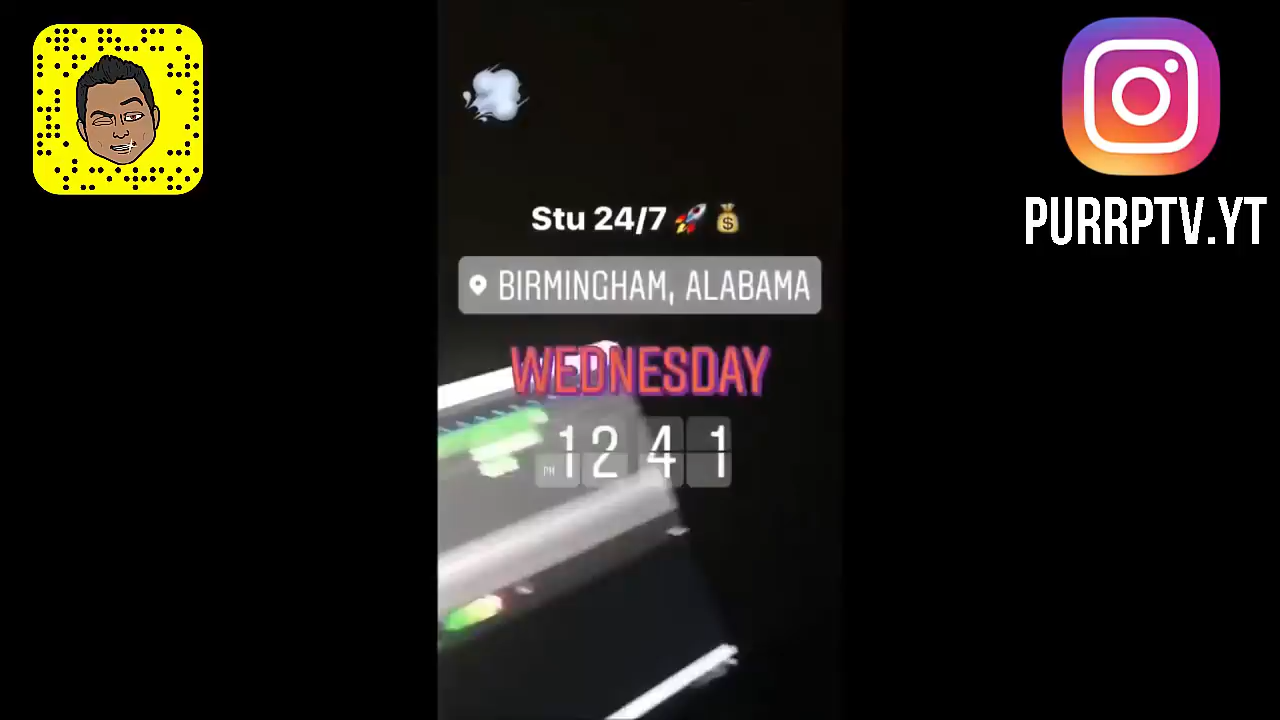 Stu 24/7 🚀💰
BIRMINGHAM, ALABAMA
WEDNESDAY
PM 12 41
PURRPTV.YT